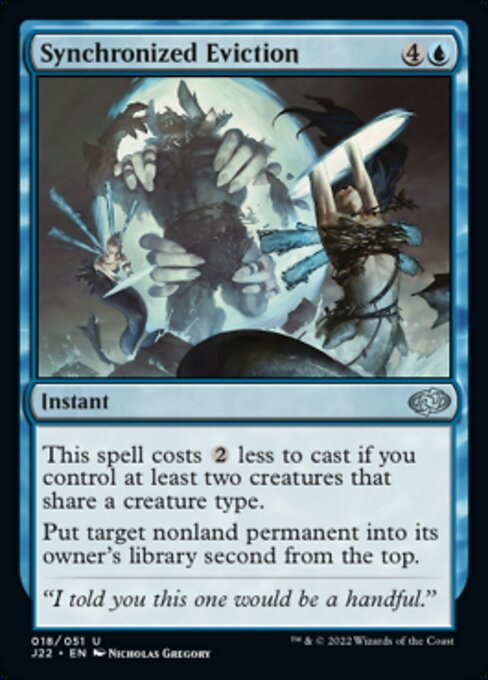 Synchronized Eviction 4
Instant
This spell costs 2 less to cast if you
control at least two creatures that
share a creature type.
Put target nonland permanent into its
owner's library second from the top.
"I told you this one would be a handful."
018/051 U
J22 • EN Nicholas Gregory
™ & © 2022 Wizards of the Coast